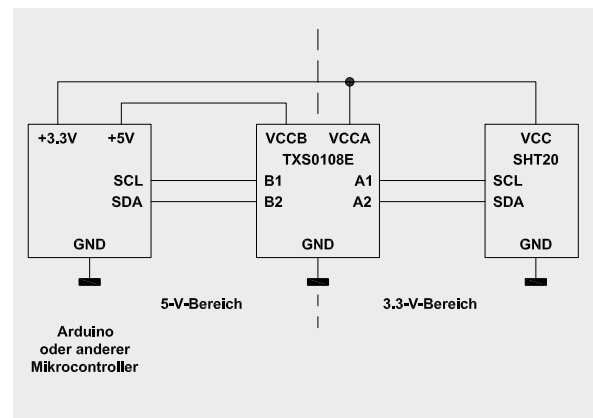 +3.3V +5V
VCCB VCCA
TXS0108E
VCC
SHT20
SCL
SDA
B1
B2
A1
A2
SCL
SDA
GND
GND
GND
5-V-Bereich
3.3-V-Bereich
Arduino
oder anderer
Mikrocontroller